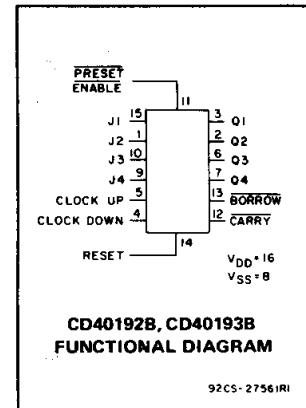 PRESET
ENABLE
11
J1 15 3 Q1
J2 1 2 Q2
J3 10 6 Q3
J4 9 7 Q4
CLOCK UP 5 13 BORROW
CLOCK DOWN 4 12 CARRY
RESET 14
VDD = 16
VSS = 8
CD40192B, CD40193B
FUNCTIONAL DIAGRAM
92CS-27561R1